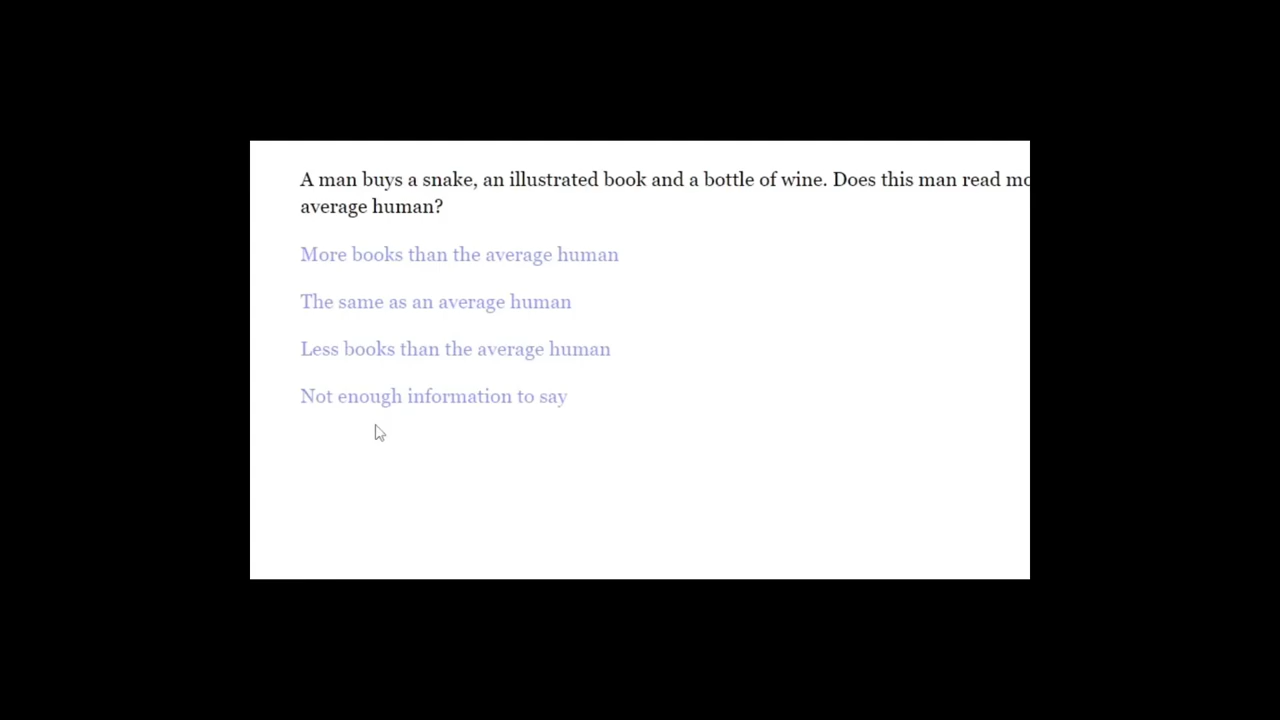 A man buys a snake, an illustrated book and a bottle of wine. Does this man read
average human?
More books than the average human
The same as an average human
Less books than the average human
Not enough information to say